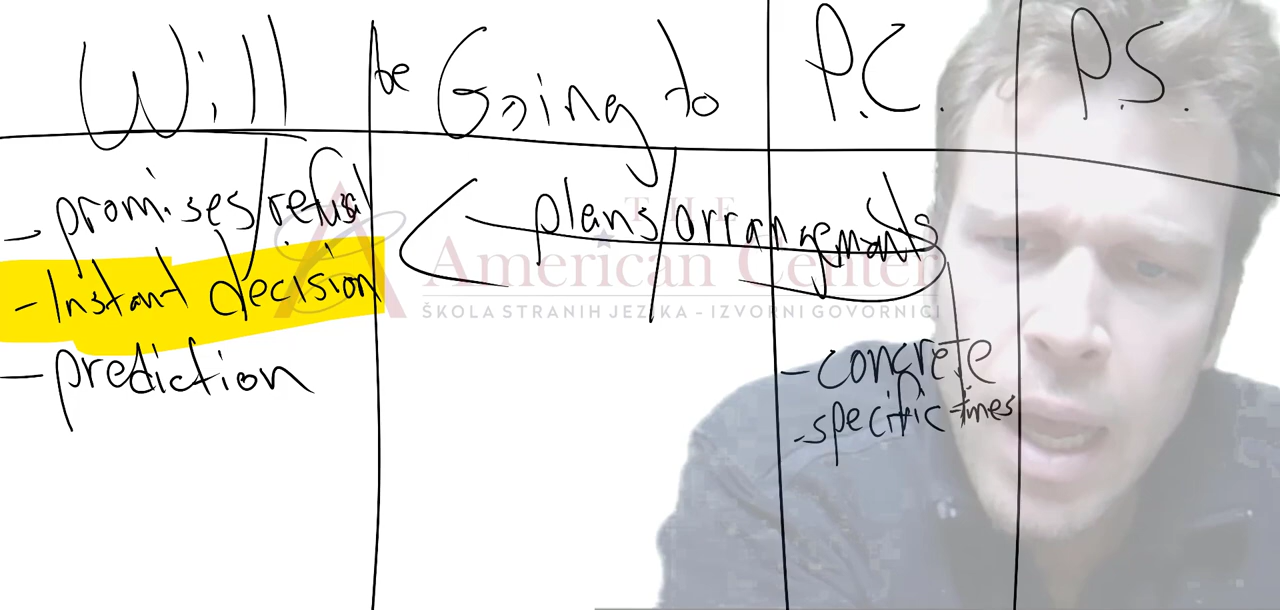 Will
be Going to
P.C.
P.S.
- promises/refusal
plans/arrangements
THE
American Center
ŠKOLA STRANIH JEZIKA - IZVORNI GOVORNICI
- Instant decision
- prediction
- concrete
- specific times